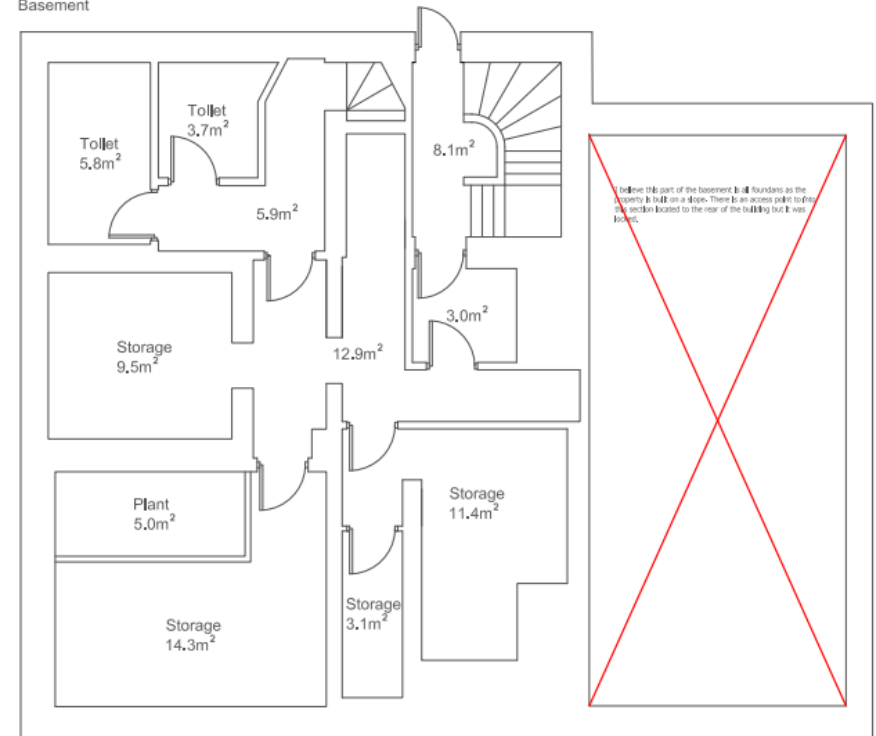 Basement
Toilet
3.7m²
Toilet
5.8m²
8.1m²
5.9m²
I believe this part of the basement is all foundans as the
property is built on a slope. There is an access point to into
this section located to the rear of the building but it was
locked.
3.0m²
Storage
9.5m²
12.9m²
Plant
5.0m²
Storage
11.4m²
Storage
3.1m²
Storage
14.3m²